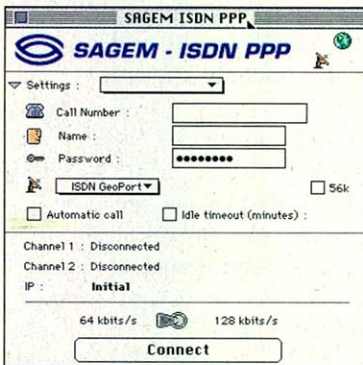 SAGEM ISDN PPP
SAGEM - ISDN PPP
Settings :
Call Number :
Name :
Password : ●●●●●●●●
ISDN GeoPort
56k
Automatic call
Idle timeout (minutes) :
Channel 1 : Disconnected
Channel 2 : Disconnected
IP : Initial
64 kbits/s
128 kbits/s
Connect